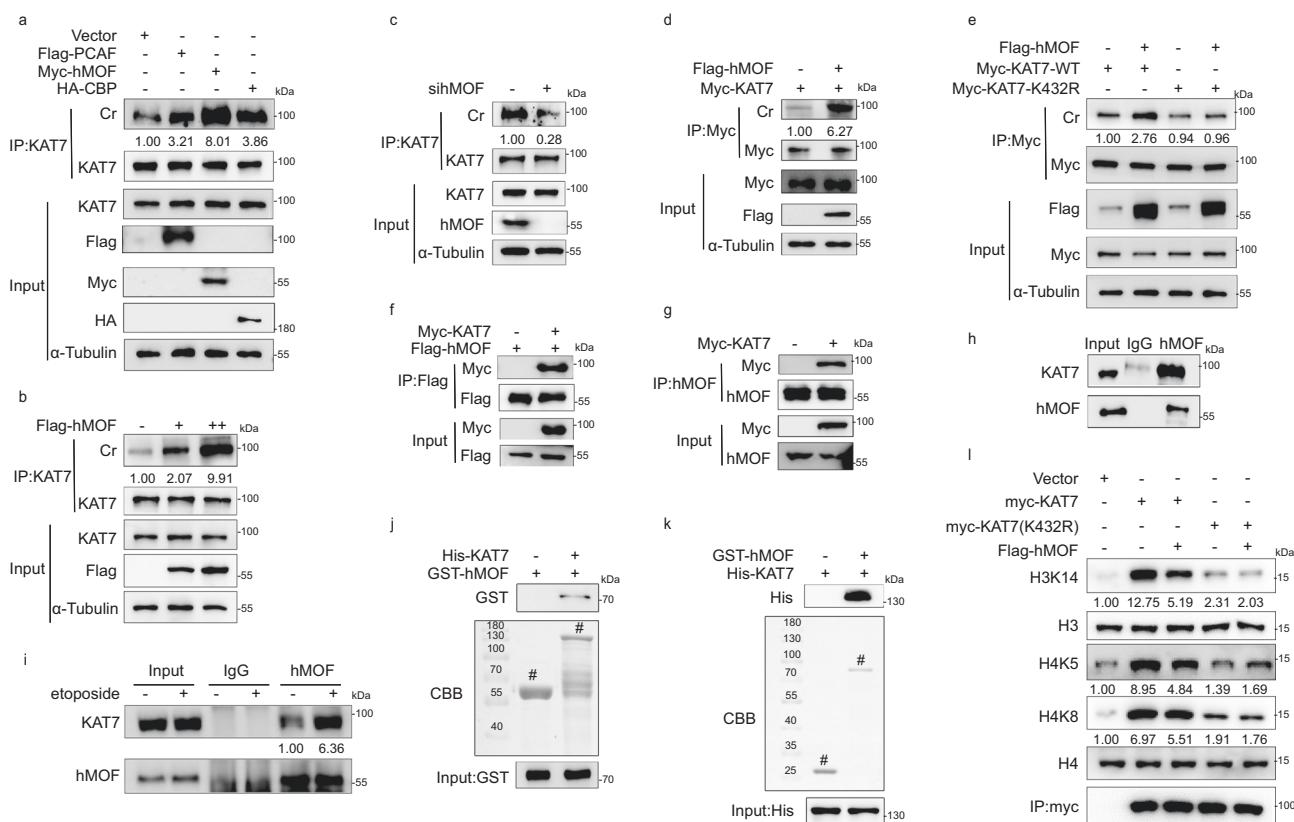 a
Vector + - - -
Flag-PCAF - + - -
Myc-hMOF - - + -
HA-CBP - - - + kDa
IP:KAT7
Cr -100
1.00 3.21 8.01 3.86
KAT7 -100
Input
KAT7 -100
Flag -100
Myc -55
HA -180
α-Tubulin -55
b
Flag-hMOF - + ++ kDa
IP:KAT7
Cr -100
1.00 2.07 9.91
KAT7 -100
Input
KAT7 -100
Flag -55
α-Tubulin -55
c
sihMOF - + kDa
IP:KAT7
Cr -100
1.00 0.28
KAT7 -100
Input
KAT7 -100
hMOF -55
α-Tubulin -55
d
Flag-hMOF - +
Myc-KAT7 + + kDa
IP:Myc
Cr -100
1.00 6.27
Myc -100
Input
Myc -100
Flag -55
α-Tubulin -55
e
Flag-hMOF - + - +
Myc-KAT7-WT + + - -
Myc-KAT7-K432R - - + + kDa
IP:Myc
Cr -100
1.00 2.76 0.94 0.96
Myc -100
Input
Flag -55
Myc -100
α-Tubulin -55
f
Myc-KAT7 - +
Flag-hMOF + + kDa
IP:Flag
Myc -100
Flag -55
Input
Myc -100
Flag -55
g
Myc-KAT7 - + kDa
IP:hMOF
Myc -100
hMOF -55
Input
Myc -100
hMOF -55
h
Input IgG hMOF kDa
KAT7 -100
hMOF -55
i
Input IgG hMOF
etoposide - + - + - + kDa
KAT7 -100
1.00 6.36
hMOF -55
j
His-KAT7 - +
GST-hMOF + + kDa
GST -70
CBB
180
130
100
70
55
40
# #
Input:GST -70
k
GST-hMOF - +
His-KAT7 + + kDa
His -130
CBB
180
130
100
70
55
40
35
25
# #
Input:His -130
l
Vector + - - - -
myc-KAT7 - + + - -
myc-KAT7(K432R) - - - + +
Flag-hMOF - - + - + kDa
H3K14 -15
1.00 12.75 5.19 2.31 2.03
H3 -15
H4K5 -15
1.00 8.95 4.84 1.39 1.69
H4K8
1.00 6.97 5.51 1.91 1.76
H4 -15
IP:myc -100